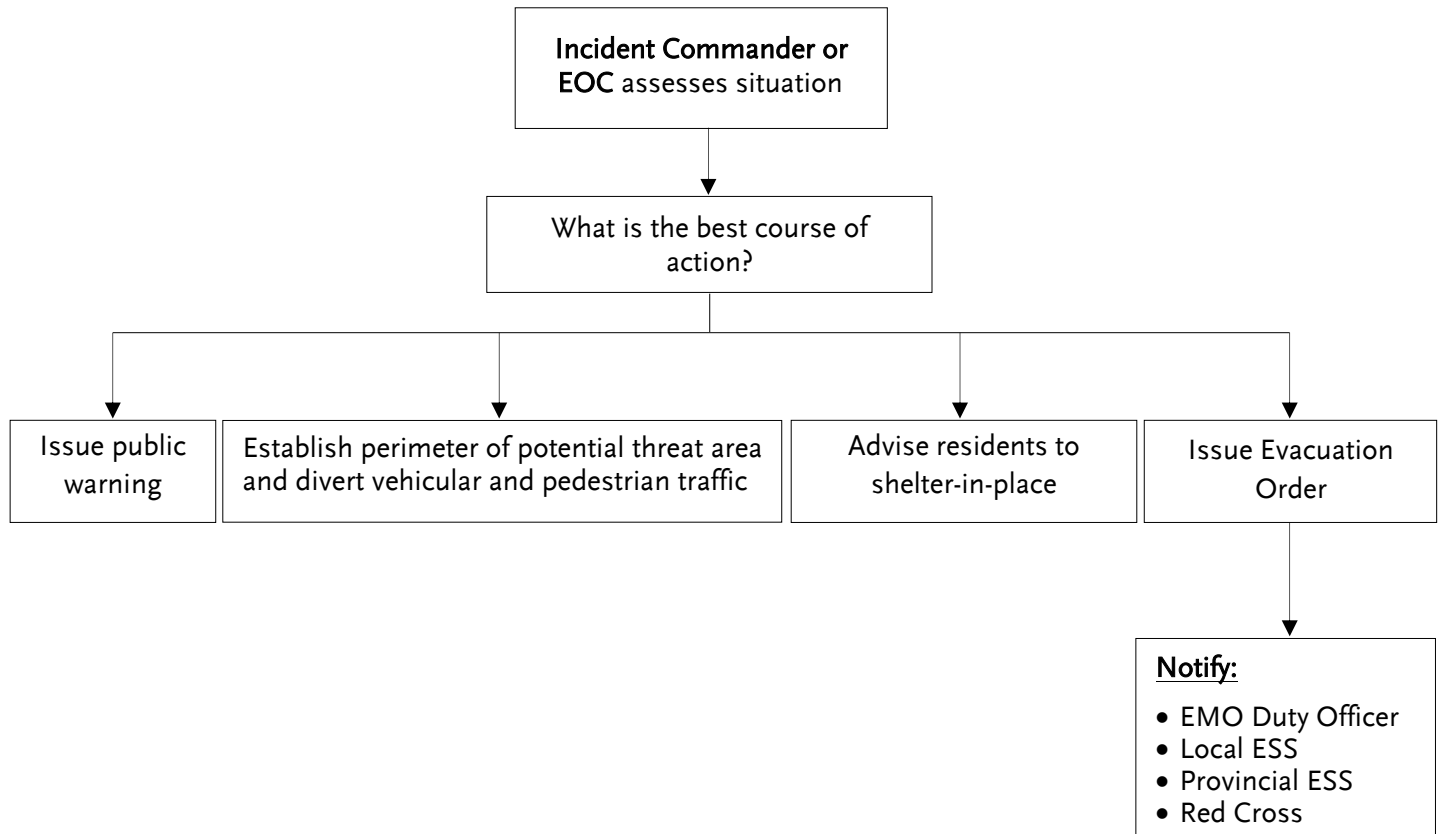 Incident Commander or
EOC assesses situation
What is the best course of
action?
Issue public
warning
Establish perimeter of potential threat area
and divert vehicular and pedestrian traffic
Advise residents to
shelter-in-place
Issue Evacuation
Order
Notify:
• EMO Duty Officer
• Local ESS
• Provincial ESS
• Red Cross